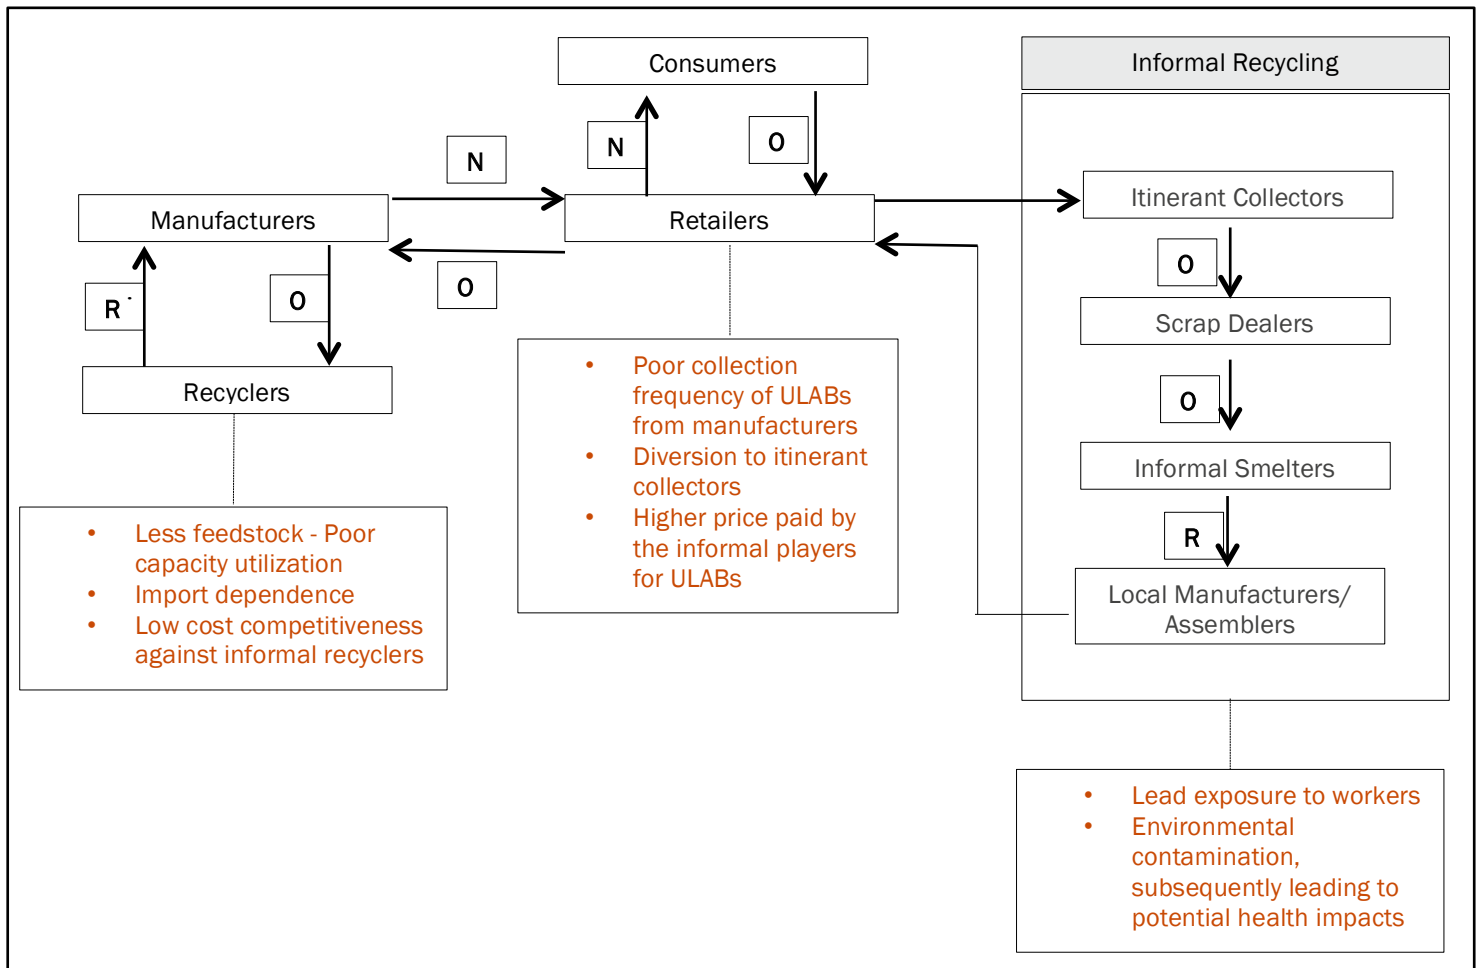 Consumers
Informal Recycling
N
N
O
Manufacturers
Retailers
Itinerant Collectors
R
O
O
O
Scrap Dealers
Recyclers
O
Informal Smelters
R
Local Manufacturers/
Assemblers
• Poor collection
frequency of ULABs
from manufacturers
• Diversion to itinerant
collectors
• Higher price paid by
the informal players
for ULABs
• Less feedstock - Poor
capacity utilization
• Import dependence
• Low cost competitiveness
against informal recyclers
• Lead exposure to workers
• Environmental
contamination,
subsequently leading to
potential health impacts